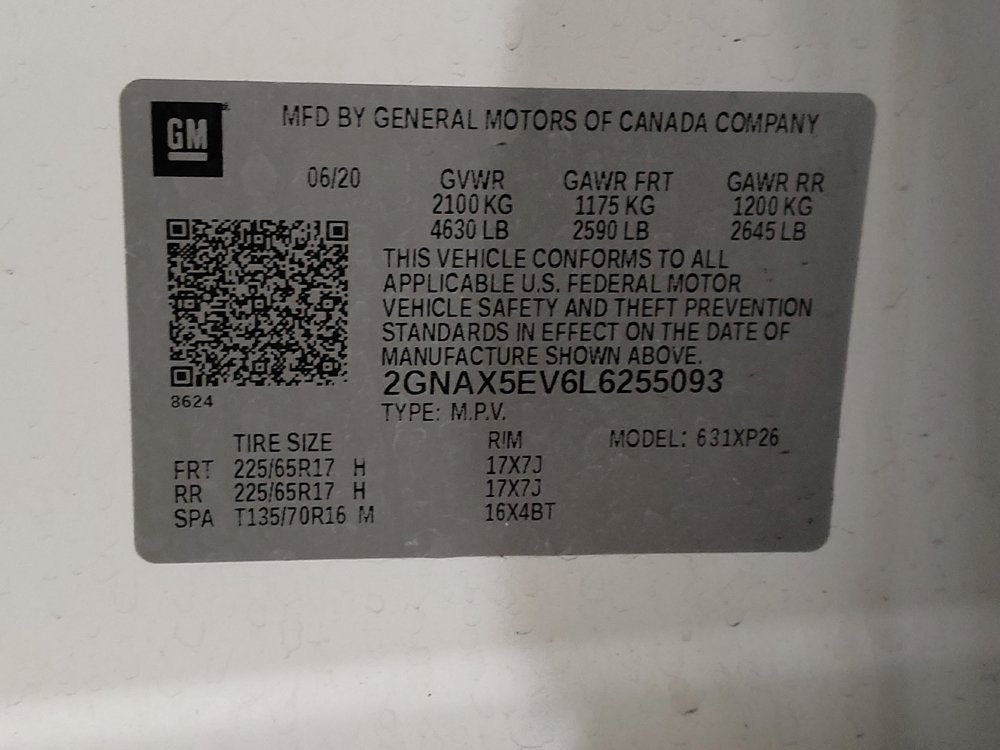 GM
MFD BY GENERAL MOTORS OF CANADA COMPANY
06/20 GVWR GAWR FRT GAWR RR
2100 KG 1175 KG 1200 KG
4630 LB 2590 LB 2645 LB
THIS VEHICLE CONFORMS TO ALL
APPLICABLE U.S. FEDERAL MOTOR
VEHICLE SAFETY AND THEFT PREVENTION
STANDARDS IN EFFECT ON THE DATE OF
MANUFACTURE SHOWN ABOVE.
2GNAX5EV6L6255093
8624
TYPE: M.P.V.
TIRE SIZE RIM MODEL: 631XP26
FRT 225/65R17 H 17X7J
RR 225/65R17 H 17X7J
SPA T135/70R16 M 16X4BT